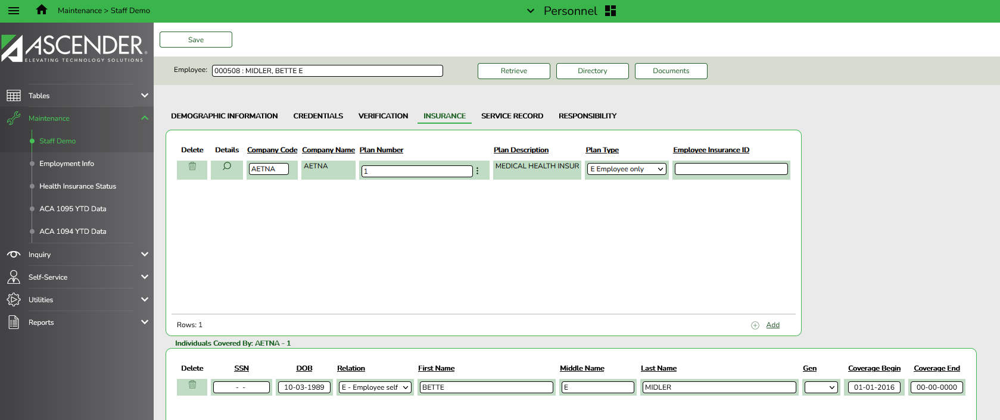 Maintenance > Staff Demo
Personnel
ASCENDER
ELEVATING TECHNOLOGY SOLUTIONS
Save
Employee: 000508 : MIDLER, BETTE E
Retrieve
Directory
Documents
Tables
Maintenance
Staff Demo
Employment Info
Health Insurance Status
ACA 1095 YTD Data
ACA 1094 YTD Data
Inquiry
Self-Service
Utilities
Reports
DEMOGRAPHIC INFORMATION CREDENTIALS VERIFICATION INSURANCE SERVICE RECORD RESPONSIBILITY
Delete Details Company Code Company Name Plan Number Plan Description Plan Type Employee Insurance ID
AETNA AETNA 1 MEDICAL HEALTH INSUR E Employee only
Rows: 1
Add
Individuals Covered By: AETNA - 1
Delete SSN DOB Relation First Name Middle Name Last Name Gen Coverage Begin Coverage End
- - 10-03-1989 E - Employee self BETTE E MIDLER 01-01-2016 00-00-0000